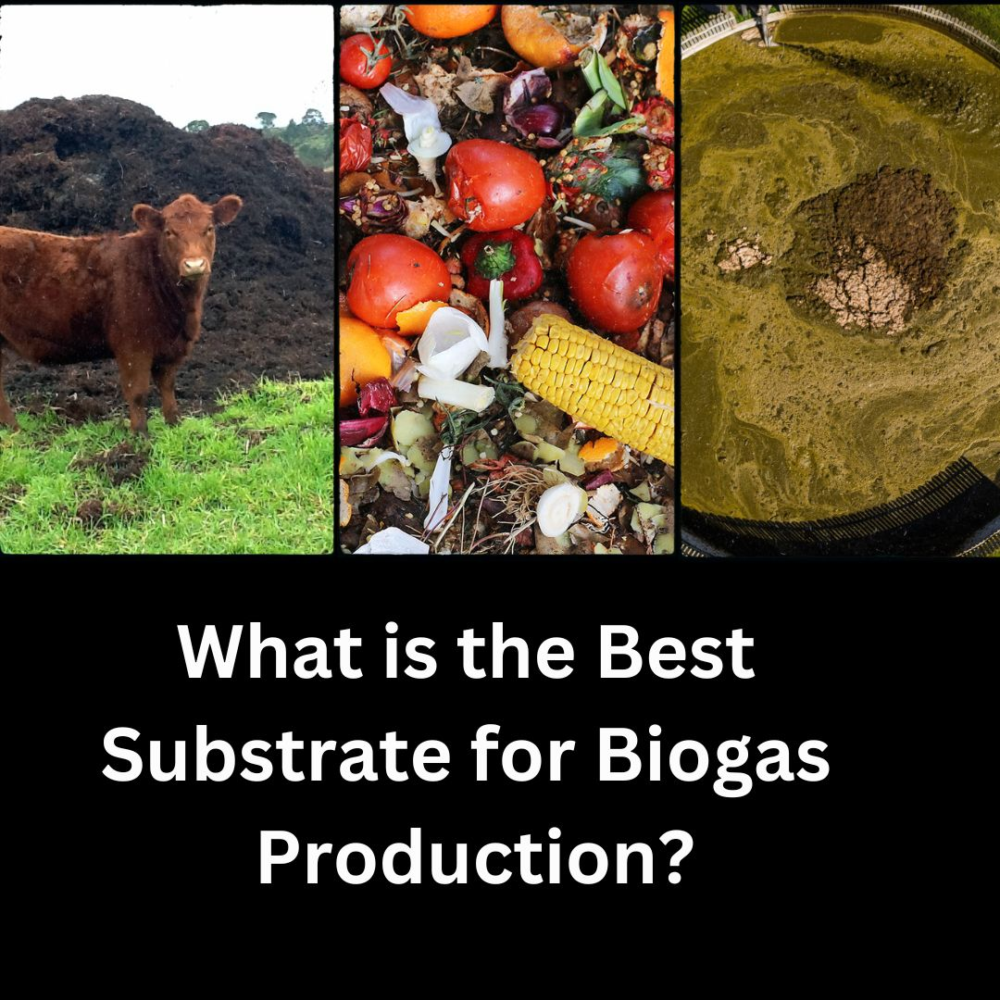 What is the Best
Substrate for Biogas
Production?